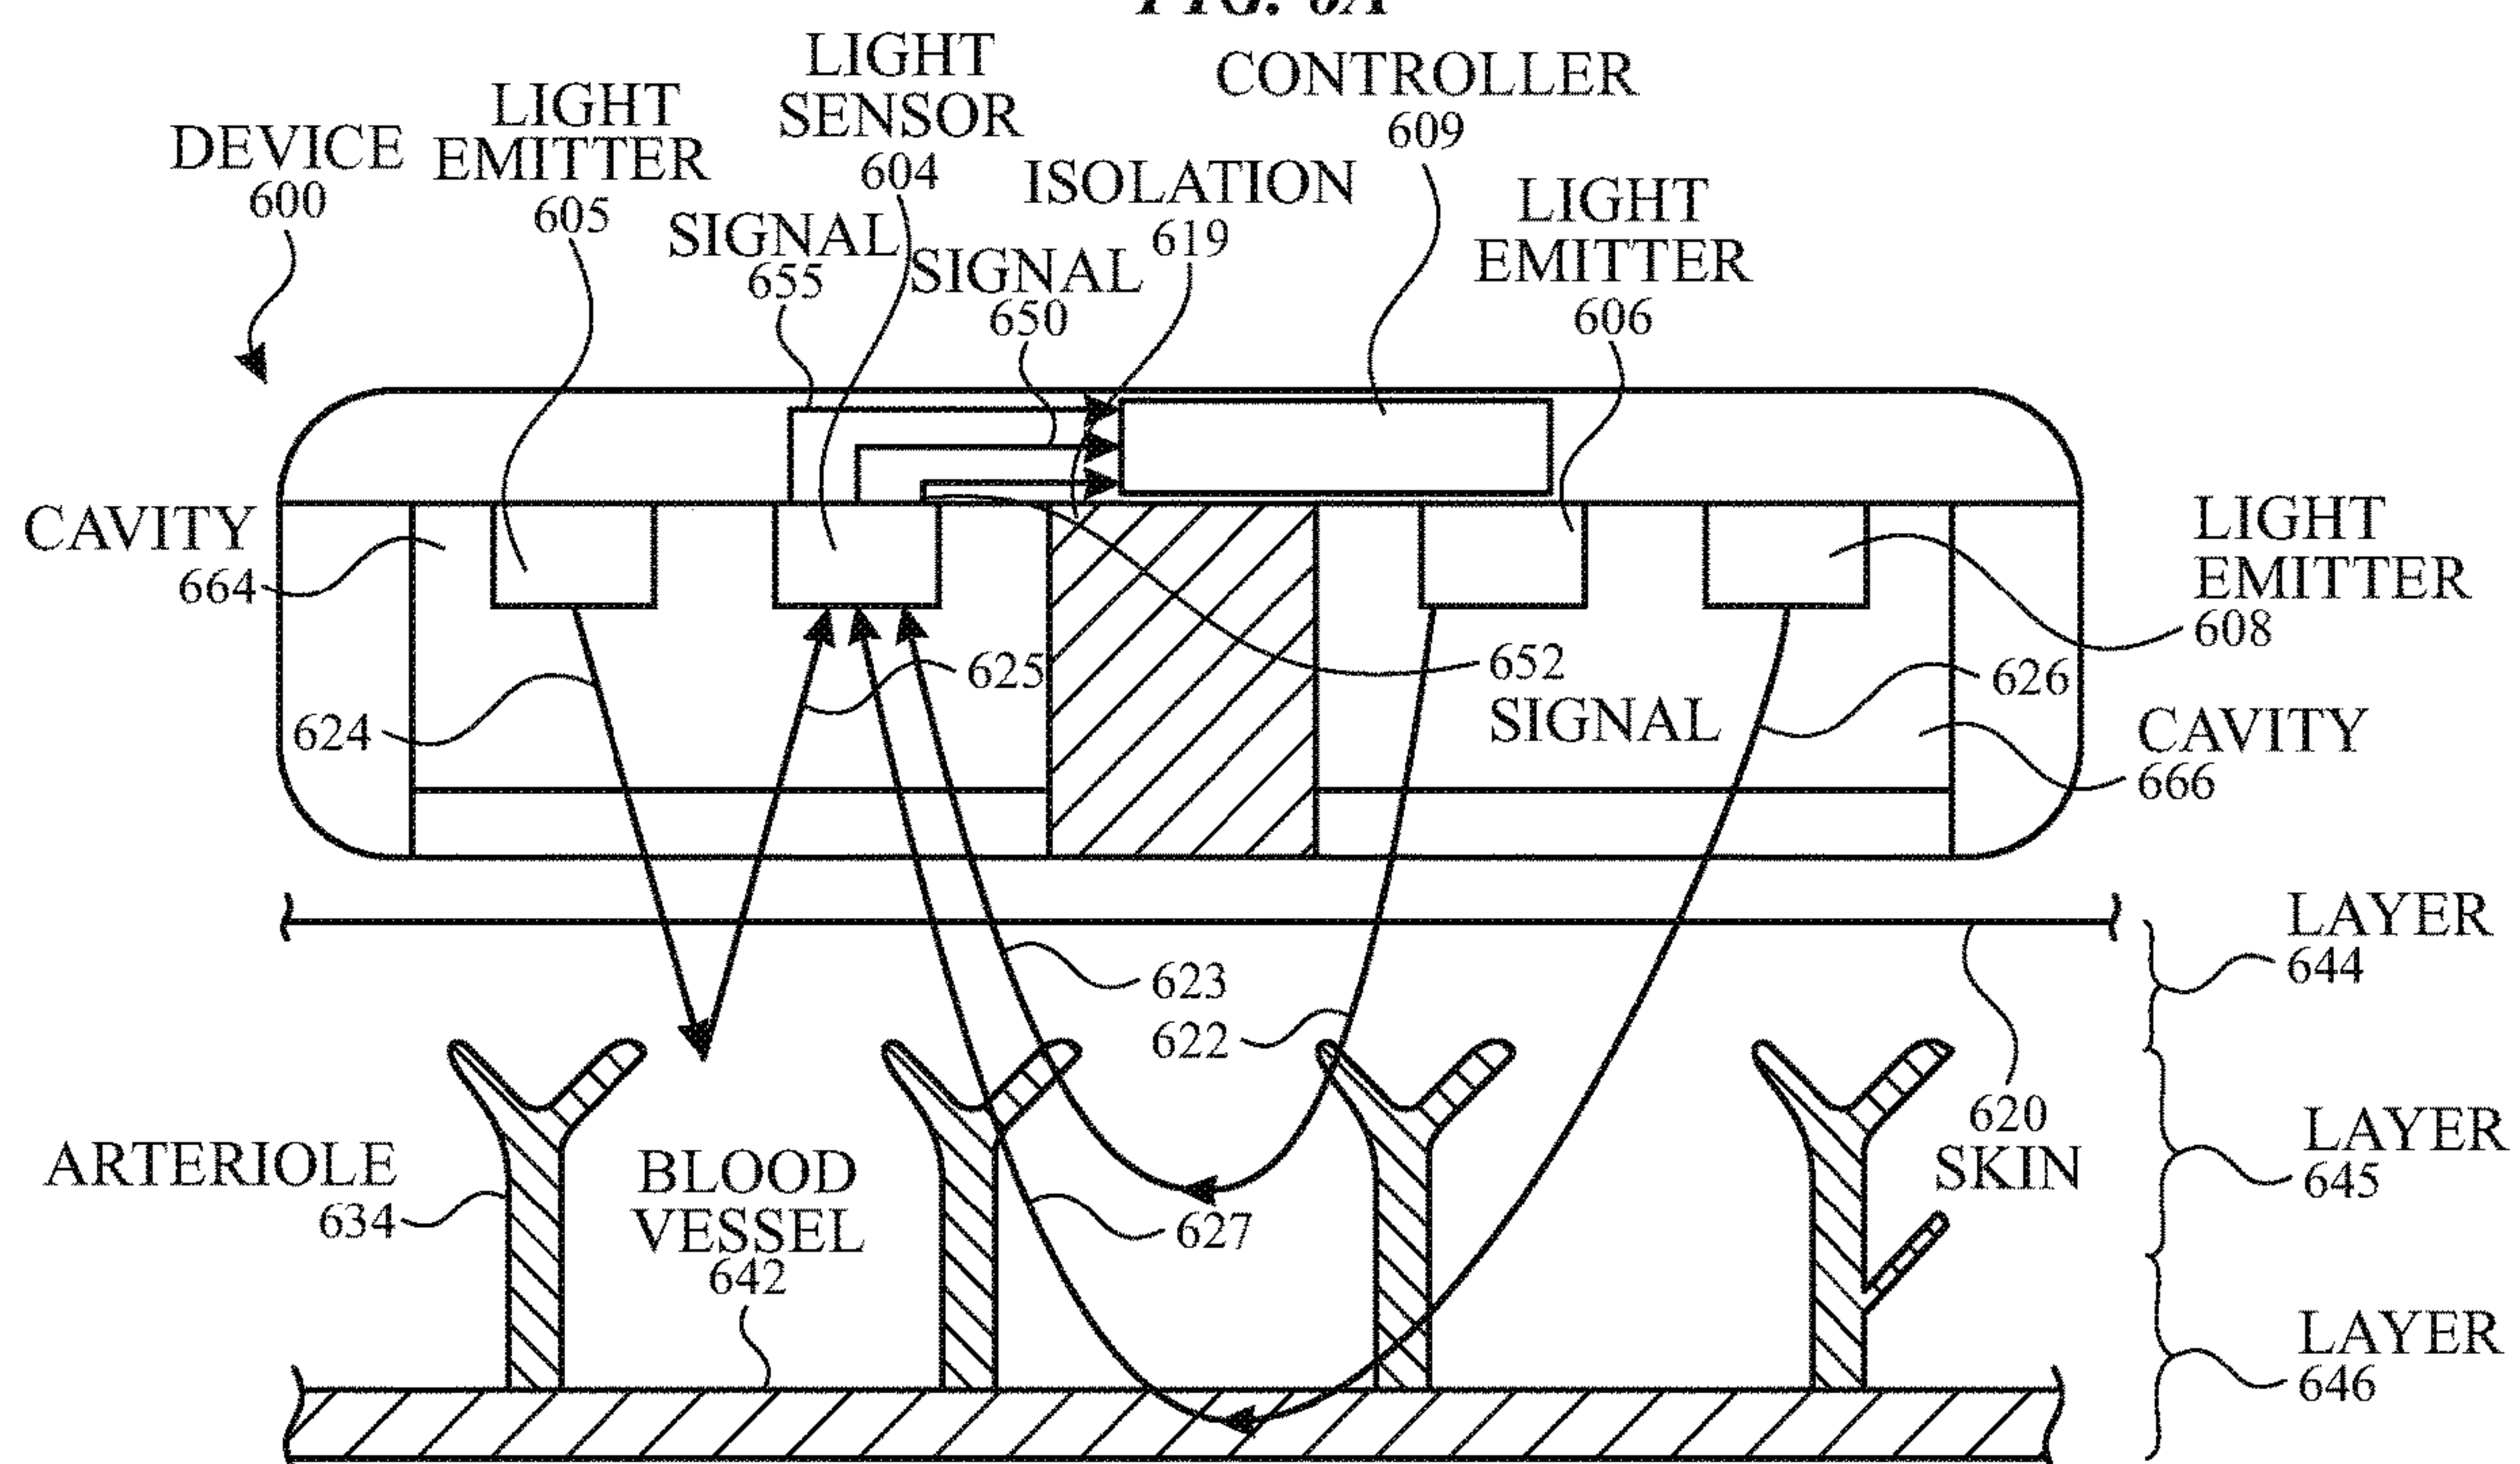 LIGHT
SENSOR
604
CONTROLLER
609
LIGHT
EMITTER
605
DEVICE
600
ISOLATION
619
LIGHT
EMITTER
606
SIGNAL
655
SIGNAL
650
CAVITY
664
LIGHT
EMITTER
608
625
652
SIGNAL
626
624
CAVITY
666
LAYER
644
623
622
620
SKIN
LAYER
645
ARTERIOLE
634
BLOOD
VESSEL
642
627
LAYER
646